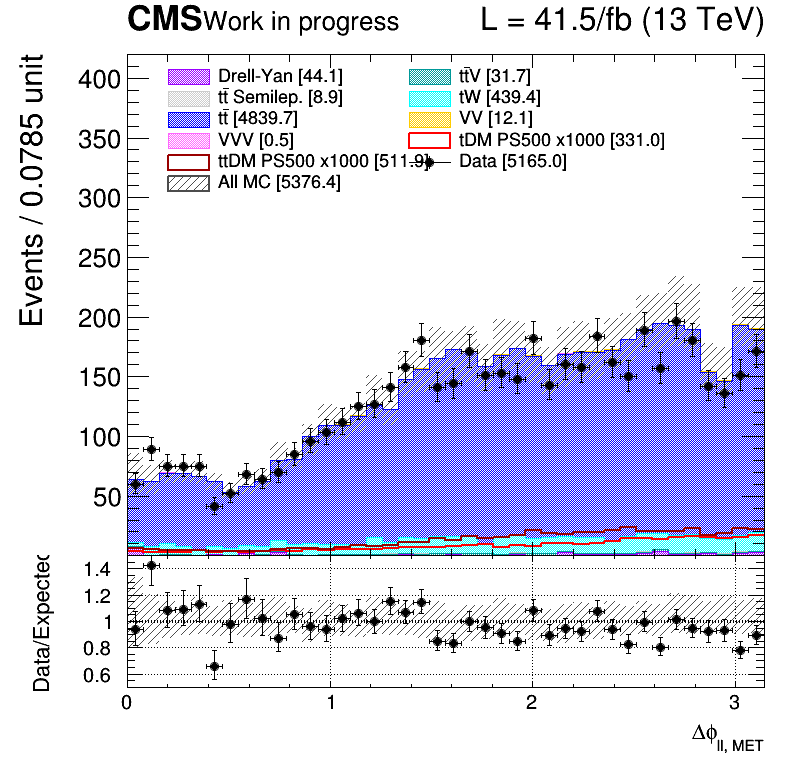 CMS Work in progress L = 41.5/fb (13 TeV)
Events / 0.0785 unit
400
350
300
250
200
150
100
50
Drell-Yan [44.1]
tt̄ Semilep. [8.9]
tt̄ [4839.7]
VVV [0.5]
ttDM PS500 x1000 [511.9]
All MC [5376.4]
tt̄V [31.7]
tW [439.4]
VV [12.1]
tDM PS500 x1000 [331.0]
Data [5165.0]
Data/Expected
1.4
1.2
1
0.8
0.6
0 1 2 3
Δϕll, MET